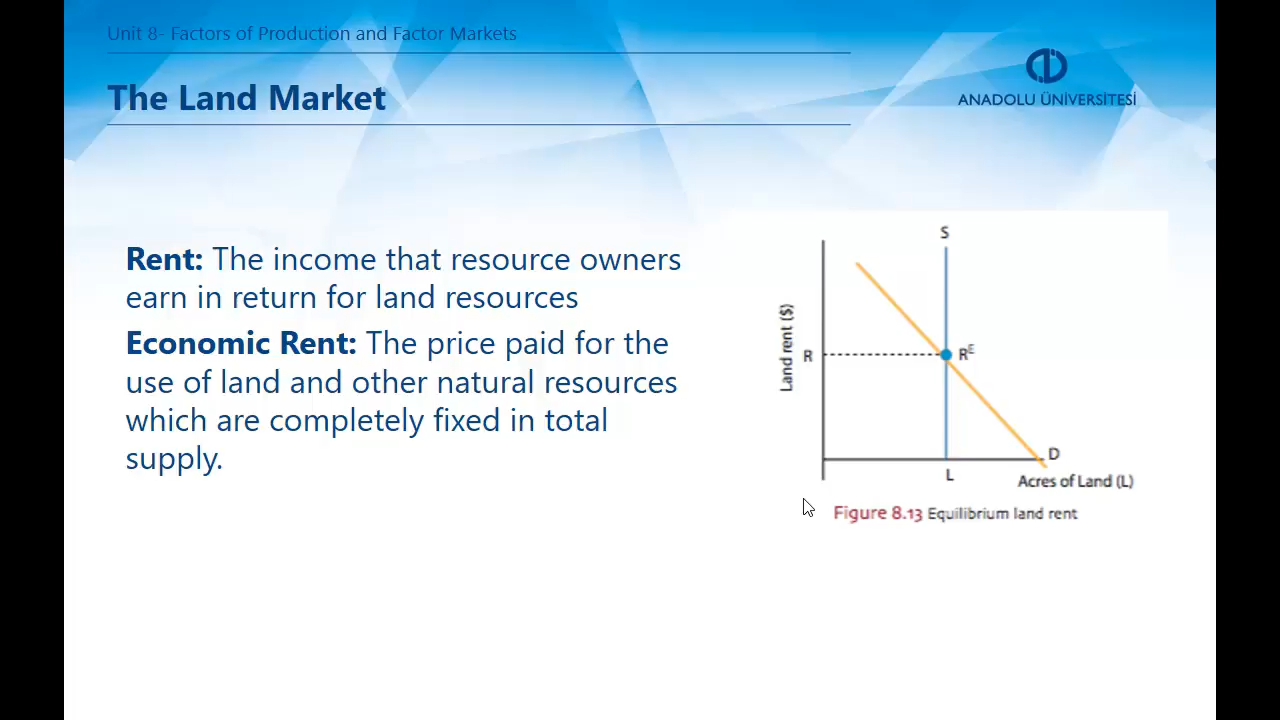 Unit 8- Factors of Production and Factor Markets
The Land Market
ANADOLU ÜNİVERSİTESİ
Rent: The income that resource owners
earn in return for land resources
Economic Rent: The price paid for the
use of land and other natural resources
which are completely fixed in total
supply.
S
Land rent ($)
R
Rᴱ
D
L
Acres of Land (L)
Figure 8.13 Equilibrium land rent